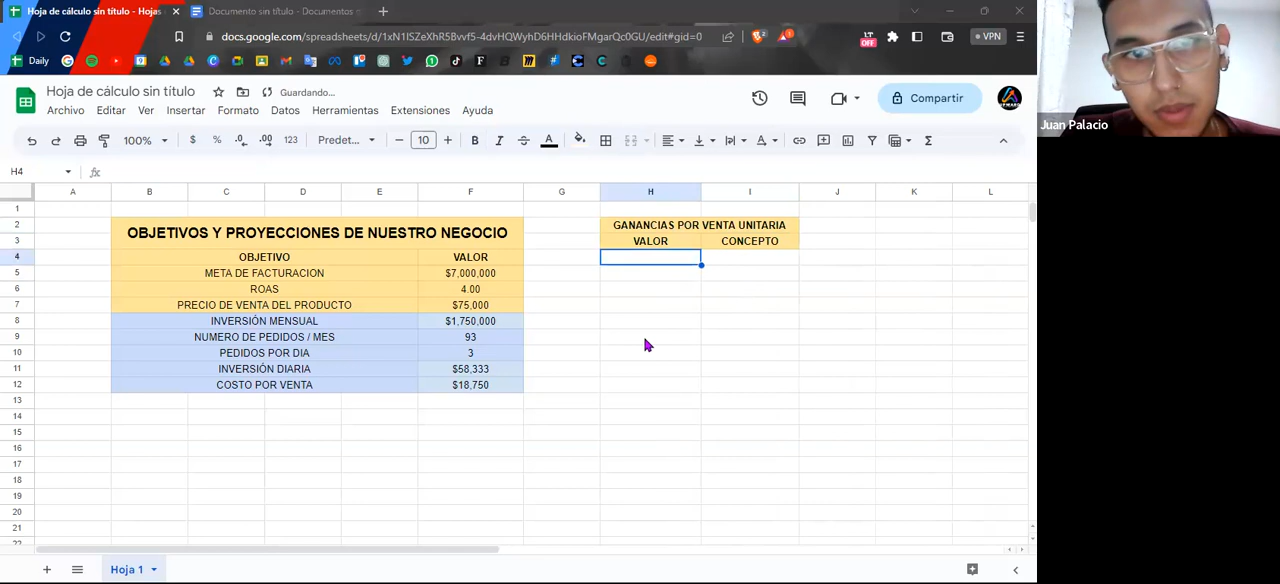 Hoja de cálculo sin título - Hojas
Documento sin título - Documentos
docs.google.com/spreadsheets/d/1xN1ISZeXhR5Bvvf5-4dvHQWyhD6HHdkioFMgarQc0GU/edit#gid=0
LT
OFF
VPN
Daily
Hoja de cálculo sin título
Guardando...
Archivo Editar Ver Insertar Formato Datos Herramientas Extensiones Ayuda
Compartir
100% $ % .0 .00 123 Predet... 10 B I A
H4 fx
A B C D E F G H I J K L
1
2 OBJETIVOS Y PROYECCIONES DE NUESTRO NEGOCIO GANANCIAS POR VENTA UNITARIA
3 VALOR CONCEPTO
4 OBJETIVO VALOR
5 META DE FACTURACION $7,000,000
6 ROAS 4.00
7 PRECIO DE VENTA DEL PRODUCTO $75,000
8 INVERSIÓN MENSUAL $1,750,000
9 NUMERO DE PEDIDOS / MES 93
10 PEDIDOS POR DIA 3
11 INVERSIÓN DIARIA $58,333
12 COSTO POR VENTA $18,750
13
14
15
16
17
18
19
20
21
22
Hoja 1
Juan Palacio